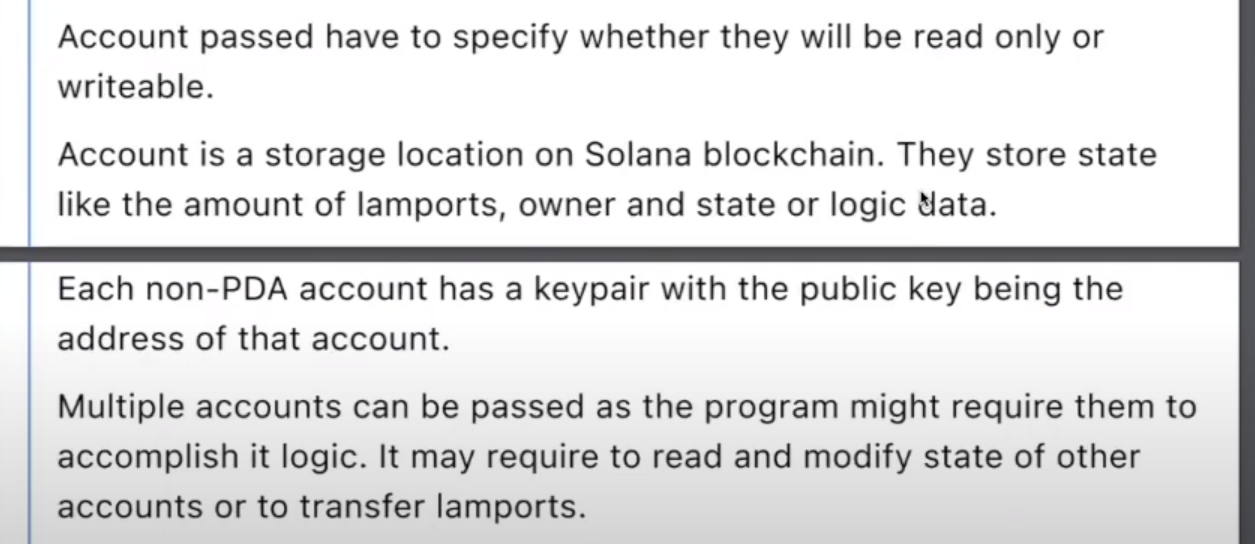 Account passed have to specify whether they will be read only or
writeable.
Account is a storage location on Solana blockchain. They store state
like the amount of lamports, owner and state or logic data.
Each non-PDA account has a keypair with the public key being the
address of that account.
Multiple accounts can be passed as the program might require them to
accomplish it logic. It may require to read and modify state of other
accounts or to transfer lamports.